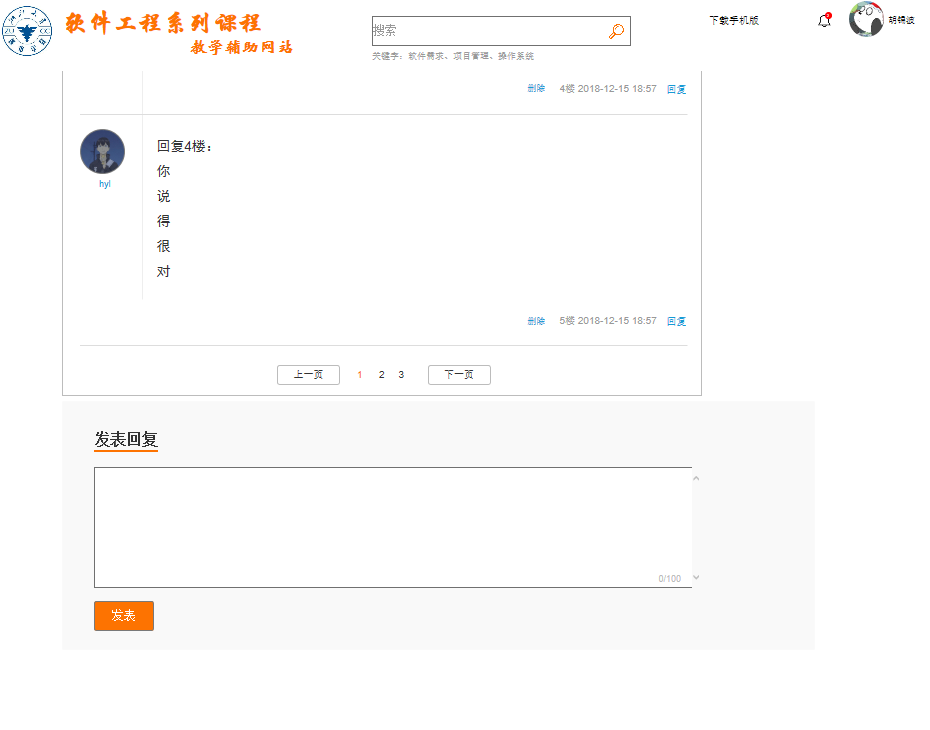 软件工程系列课程
教学辅助网站
搜索
关键字：软件需求、项目管理、操作系统
下载手机版
胡锦波
删除 4楼 2018-12-15 18:57 回复
hyl
回复4楼：
你
说
得
很
对
删除 5楼 2018-12-15 18:57 回复
上一页 1 2 3 下一页
发表回复
0/100
发表